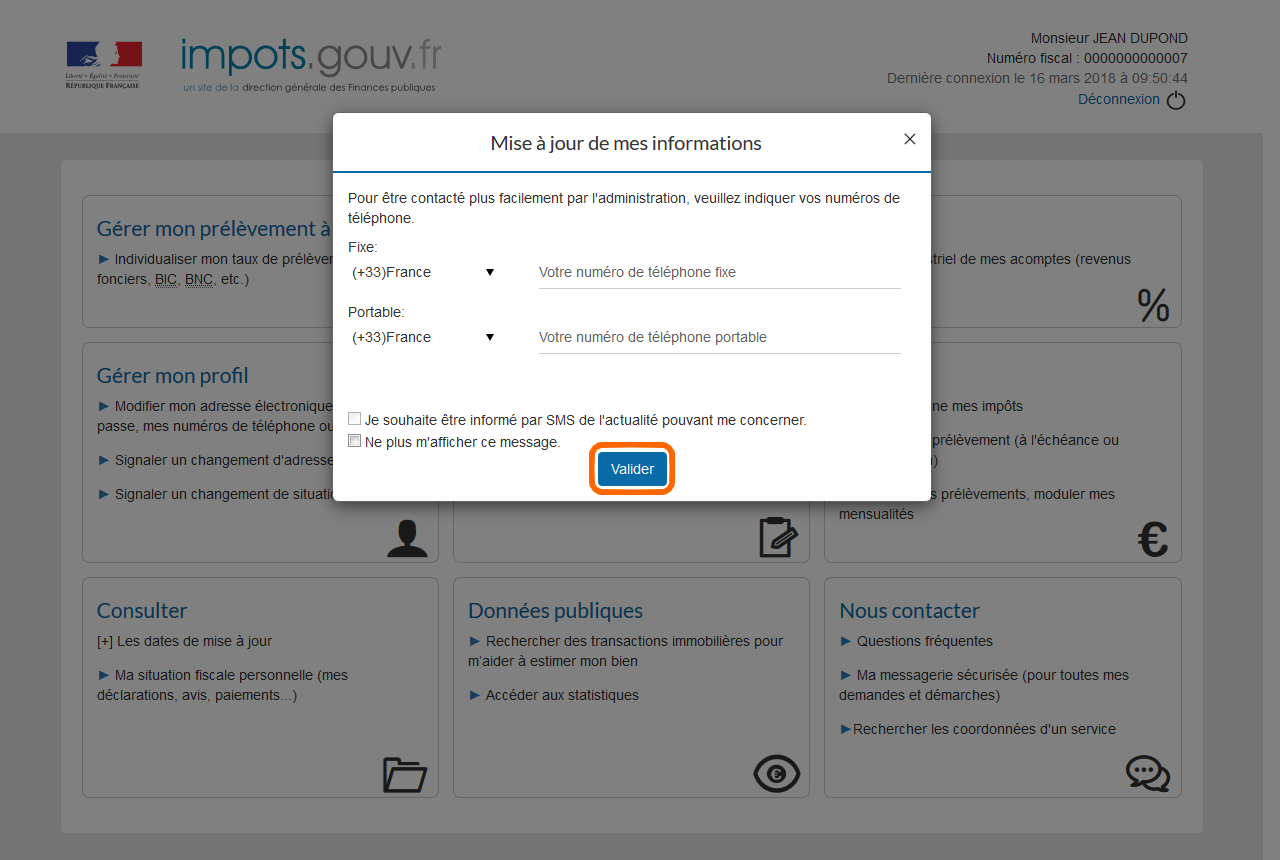 Liberté • Égalité • Fraternité
RÉPUBLIQUE FRANÇAISE
impots.gouv.fr
un site de la direction générale des Finances publiques
Monsieur JEAN DUPOND
Numéro fiscal : 0000000000007
Dernière connexion le 16 mars 2018 à 09:50:44
Déconnexion
Mise à jour de mes informations
×
Pour être contacté plus facilement par l'administration, veuillez indiquer vos numéros de
téléphone.
Fixe:
(+33)France ▼ Votre numéro de téléphone fixe
Portable:
(+33)France ▼ Votre numéro de téléphone portable
Je souhaite être informé par SMS de l'actualité pouvant me concerner.
Ne plus m'afficher ce message.
Valider
Gérer mon prélèvement à
► Individualiser mon taux de prélève
fonciers, BIC, BNC, etc.)
triel de mes acomptes (revenus
%
Gérer mon profil
► Modifier mon adresse électronique
passe, mes numéros de téléphone ou
► Signaler un changement d'adresse
► Signaler un changement de situati
ne mes impôts
prélèvement (à l'échéance ou
)
s prélèvements, moduler mes
mensualités
€
Consulter
[+] Les dates de mise à jour
► Ma situation fiscale personnelle (mes
déclarations, avis, paiements...)
Données publiques
► Rechercher des transactions immobilières pour
m'aider à estimer mon bien
► Accéder aux statistiques
€
Nous contacter
► Questions fréquentes
► Ma messagerie sécurisée (pour toutes mes
demandes et démarches)
►Rechercher les coordonnées d'un service